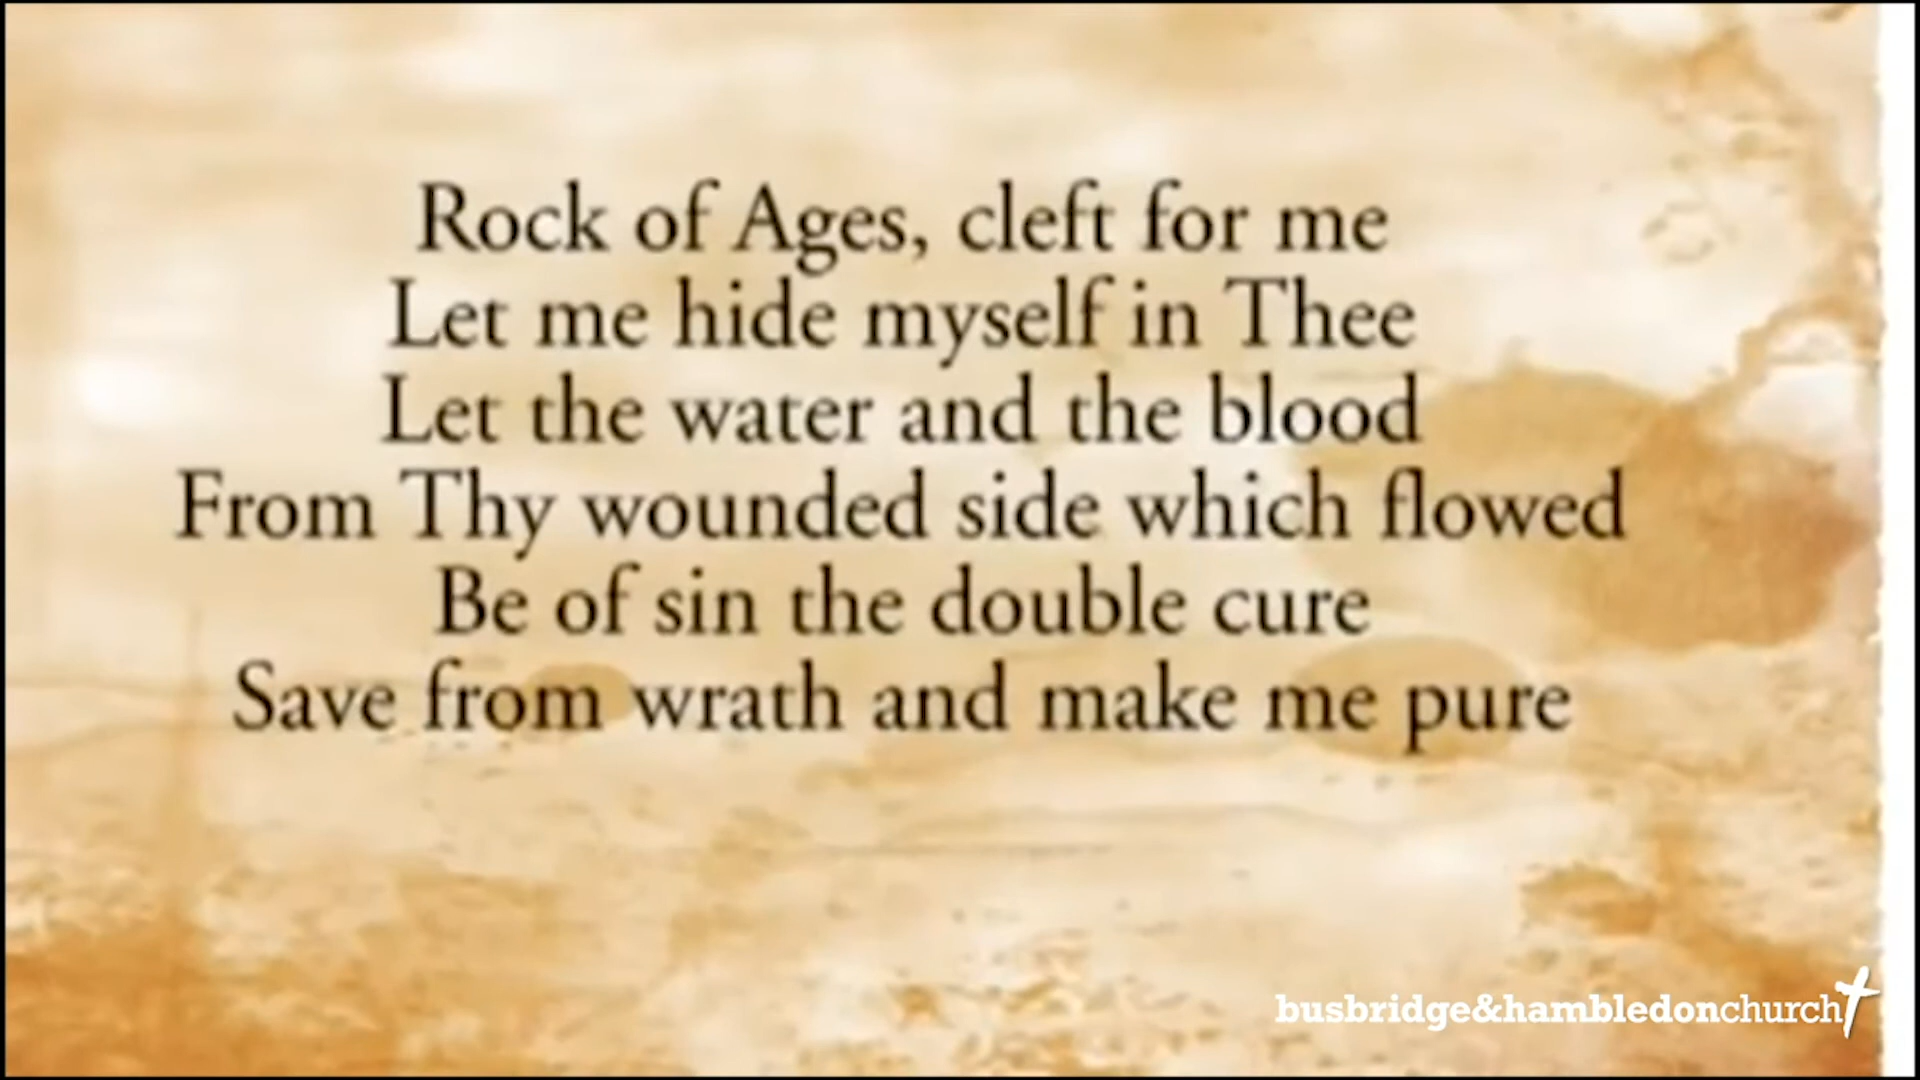 Rock of Ages, cleft for me
Let me hide myself in Thee
Let the water and the blood
From Thy wounded side which flowed
Be of sin the double cure
Save from wrath and make me pure
busbridge&hambledonchurch